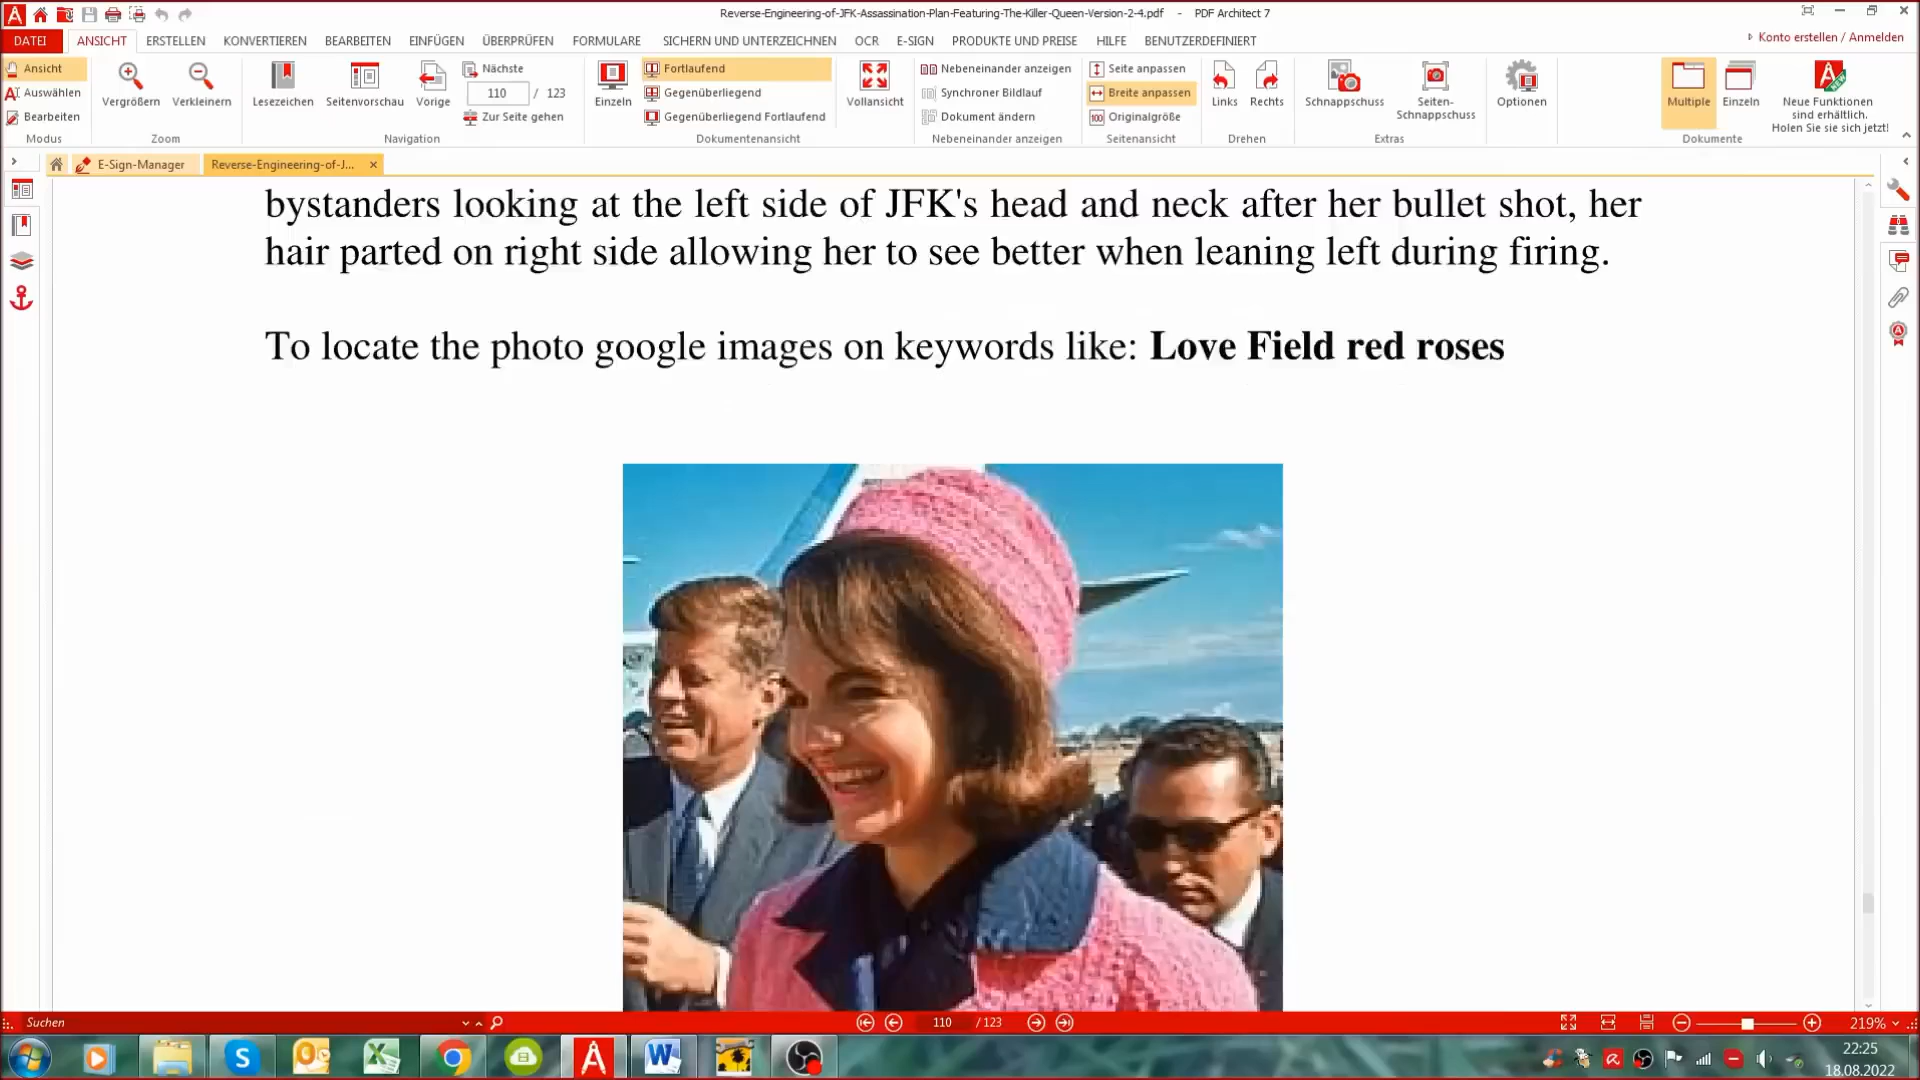 Reverse-Engineering-of-JFK-Assassination-Plan-Featuring-The-Killer-Queen-Version-2-4.pdf - PDF Architect 7
DATEI ANSICHT ERSTELLEN KONVERTIEREN BEARBEITEN EINFÜGEN ÜBERPRÜFEN FORMULARE SICHERN UND UNTERZEICHNEN OCR E-SIGN PRODUKTE UND PREISE HILFE BENUTZERDEFINIERT Konto erstellen / Anmelden
Ansicht
Auswählen
Bearbeiten
Modus
Vergrößern
Verkleinern
Zoom
Lesezeichen
Seitenvorschau
Vorige
Nächste
110 / 123
Zur Seite gehen
Navigation
Einzeln
Fortlaufend
Gegenüberliegend
Gegenüberliegend Fortlaufend
Dokumentenansicht
Vollansicht
Nebeneinander anzeigen
Synchroner Bildlauf
Dokument ändern
Nebeneinander anzeigen
Seite anpassen
Breite anpassen
100 Originalgröße
Seitenansicht
Links
Rechts
Drehen
Schnappschuss
Seiten-
Schnappschuss
Extras
Optionen
Multiple
Einzeln
Dokumente
NEW
Neue Funktionen
sind erhältlich.
Holen Sie sie sich jetzt!
E-Sign-Manager
Reverse-Engineering-of-J...
bystanders looking at the left side of JFK's head and neck after her bullet shot, her
hair parted on right side allowing her to see better when leaning left during firing.
To locate the photo google images on keywords like: Love Field red roses
Suchen
110 / 123
219%
22:25
18.08.2022